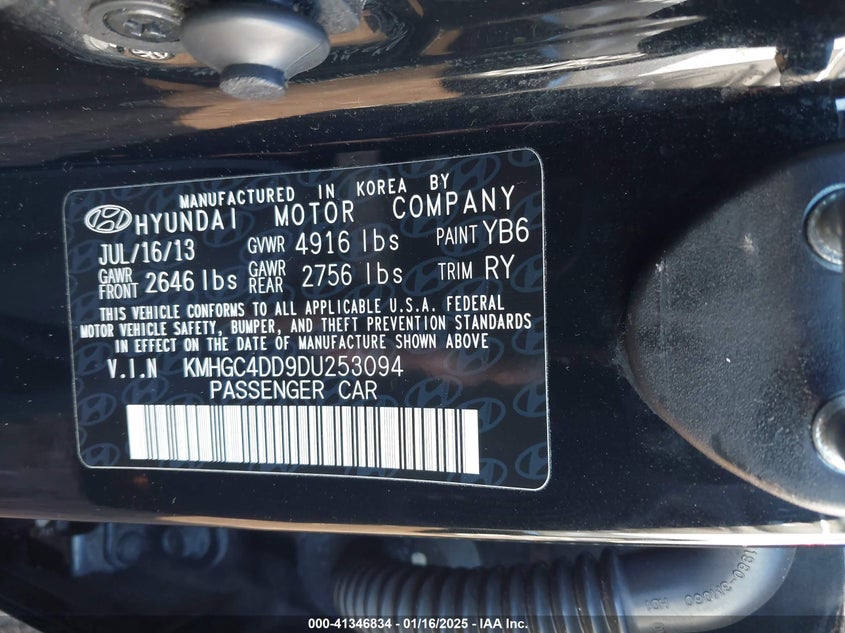 MANUFACTURED IN KOREA BY
HYUNDAI MOTOR COMPANY
JUL/16/13 GVWR 4916 lbs PAINT YB6
GAWR FRONT 2646 lbs GAWR REAR 2756 lbs TRIM RY
THIS VEHICLE CONFORMS TO ALL APPLICABLE U.S.A. FEDERAL
MOTOR VEHICLE SAFETY, BUMPER, AND THEFT PREVENTION STANDARDS
IN EFFECT ON THE DATE OF MANUFACTURE SHOWN ABOVE
V.I.N KMHGC4DD9DU253094
PASSENGER CAR
000-41346834 - 01/16/2025 - IAA Inc.